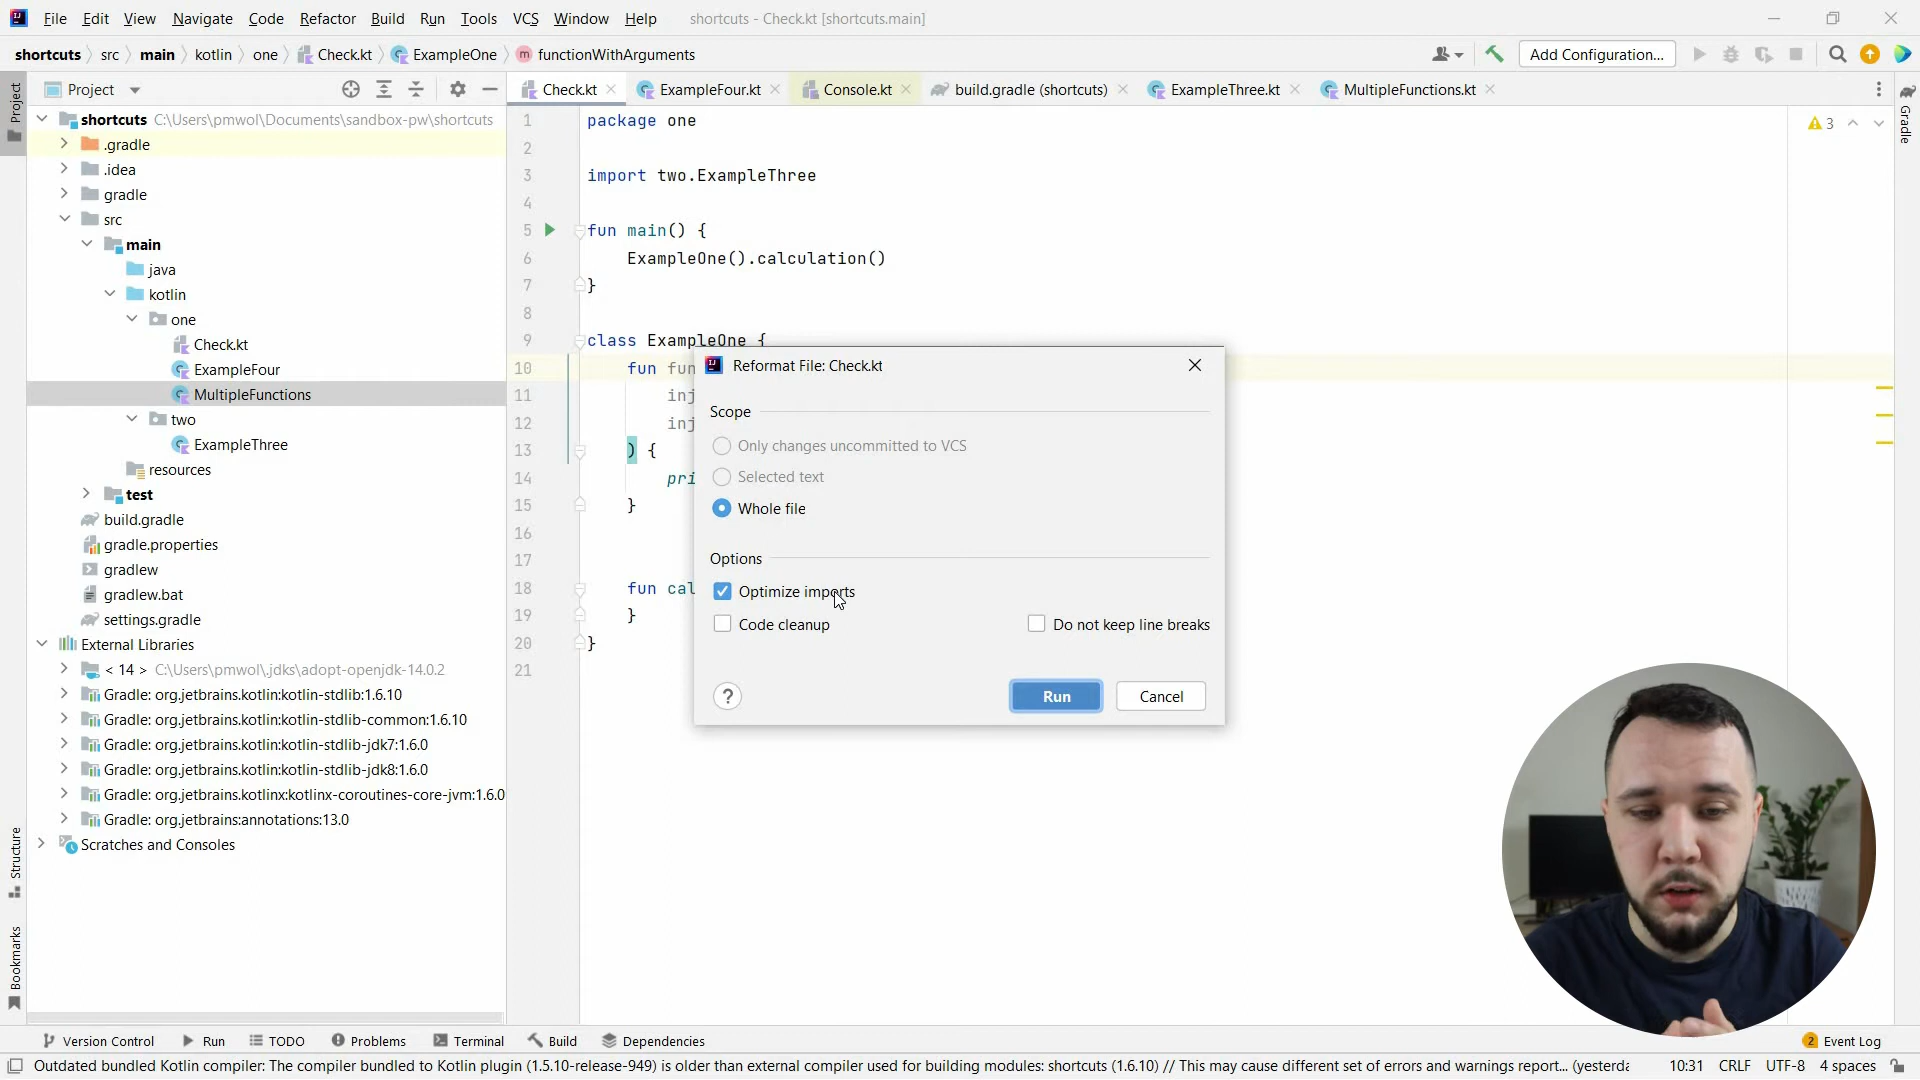 File Edit View Navigate Code Refactor Build Run Tools VCS Window Help shortcuts - Check.kt [shortcuts.main]
shortcuts src main kotlin one Check.kt ExampleOne functionWithArguments Add Configuration...
Project
Check.kt ExampleFour.kt Console.kt build.gradle (shortcuts) ExampleThree.kt MultipleFunctions.kt
Project
Structure
Bookmarks
Gradle
shortcuts C:\Users\pmwol\Documents\sandbox-pw\shortcuts
.gradle
.idea
gradle
src
main
java
kotlin
one
Check.kt
ExampleFour
MultipleFunctions
two
ExampleThree
resources
test
build.gradle
gradle.properties
gradlew
gradlew.bat
settings.gradle
External Libraries
< 14 > C:\Users\pmwol\.jdks\adopt-openjdk-14.0.2
Gradle: org.jetbrains.kotlin:kotlin-stdlib:1.6.10
Gradle: org.jetbrains.kotlin:kotlin-stdlib-common:1.6.10
Gradle: org.jetbrains.kotlin:kotlin-stdlib-jdk7:1.6.0
Gradle: org.jetbrains.kotlin:kotlin-stdlib-jdk8:1.6.0
Gradle: org.jetbrains.kotlinx:kotlinx-coroutines-core-jvm:1.6.0
Gradle: org.jetbrains:annotations:13.0
Scratches and Consoles
1 package one
2
3 import two.ExampleThree
4
5 fun main() {
6 ExampleOne().calculation()
7 }
8
9 class ExampleOne {
10 fun fun
11 inj
12 inj
13 ) {
14 pri
15 }
16
17
18 fun cal
19 }
20 }
21
3
Reformat File: Check.kt
Scope
Only changes uncommitted to VCS
Selected text
Whole file
Options
Optimize imports
Code cleanup Do not keep line breaks
? Run Cancel
Version Control Run TODO Problems Terminal Build Dependencies 2 Event Log
Outdated bundled Kotlin compiler: The compiler bundled to Kotlin plugin (1.5.10-release-949) is older than external compiler used for building modules: shortcuts (1.6.10) // This may cause different set of errors and warnings report... (yesterda 10:31 CRLF UTF-8 4 spaces